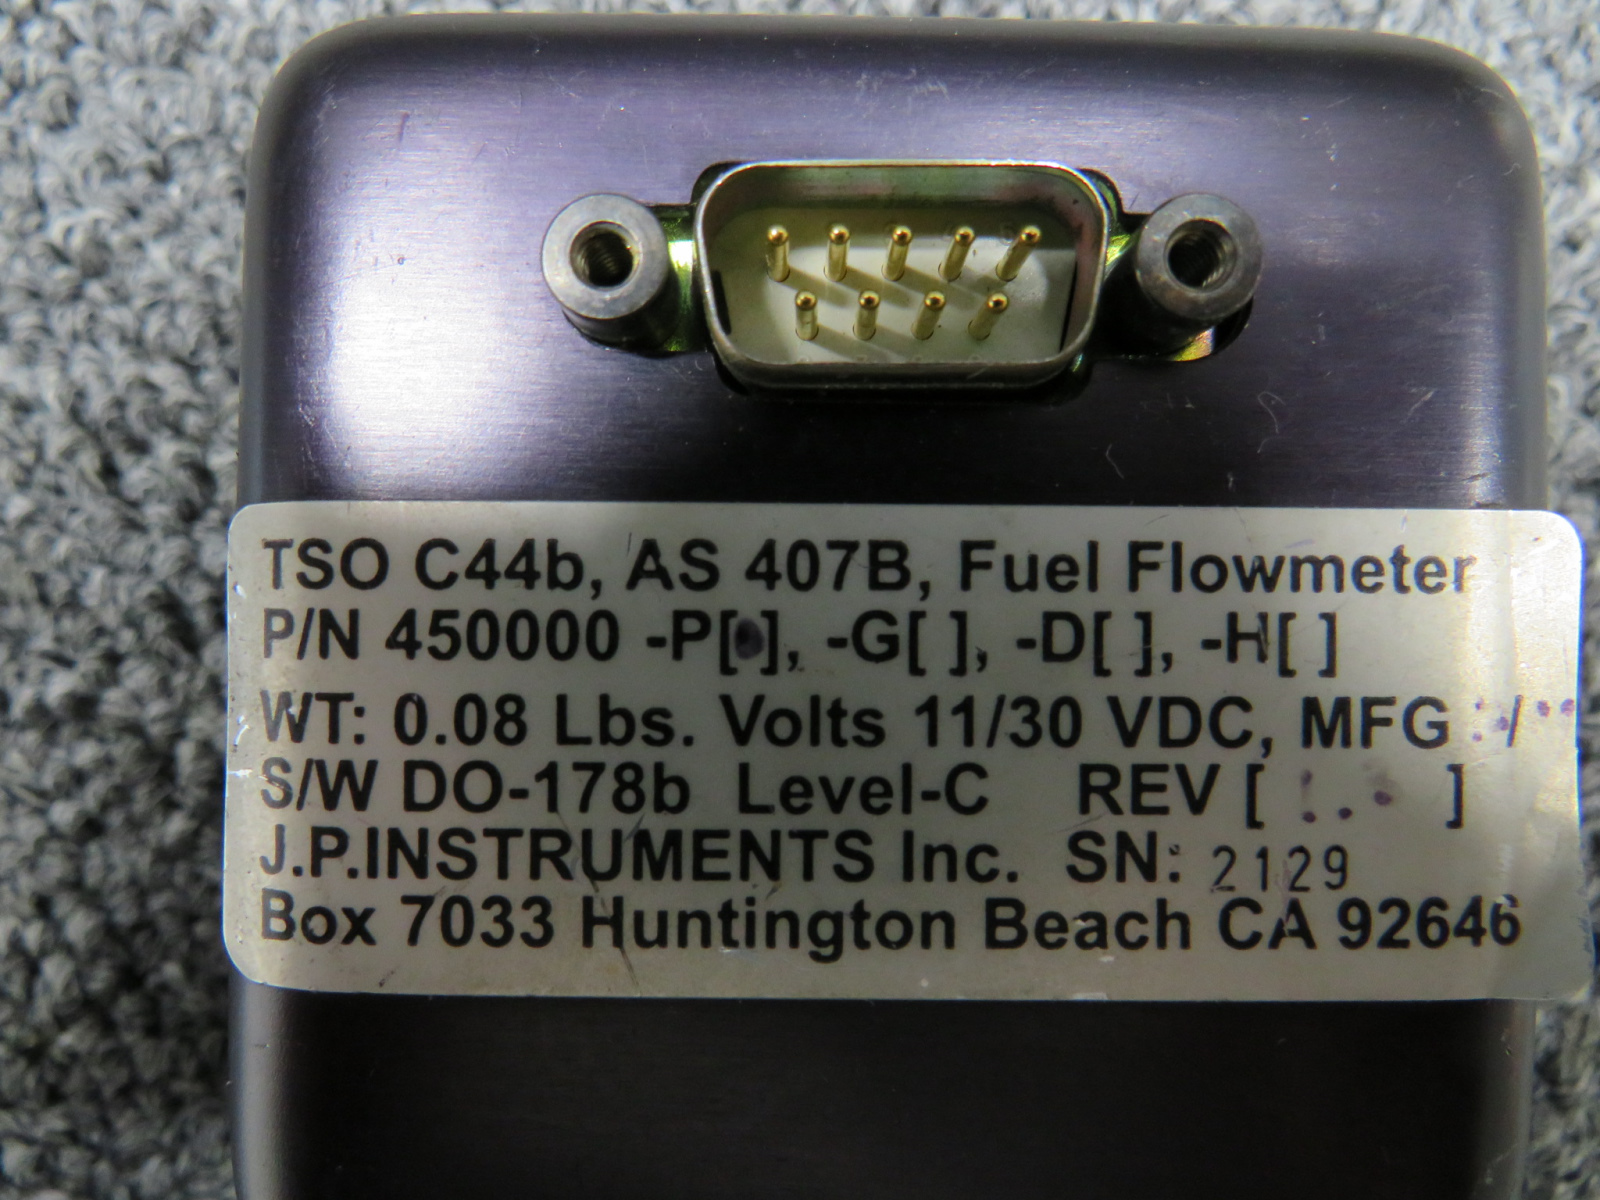 TSO C44b, AS 407B, Fuel Flowmeter
P/N 450000 -P[●], -G[ ], -D[ ], -H[ ]
WT: 0.08 Lbs. Volts 11/30 VDC, MFG /
S/W DO-178b Level-C REV [ ]
J.P.INSTRUMENTS Inc. SN: 2129
Box 7033 Huntington Beach CA 92646